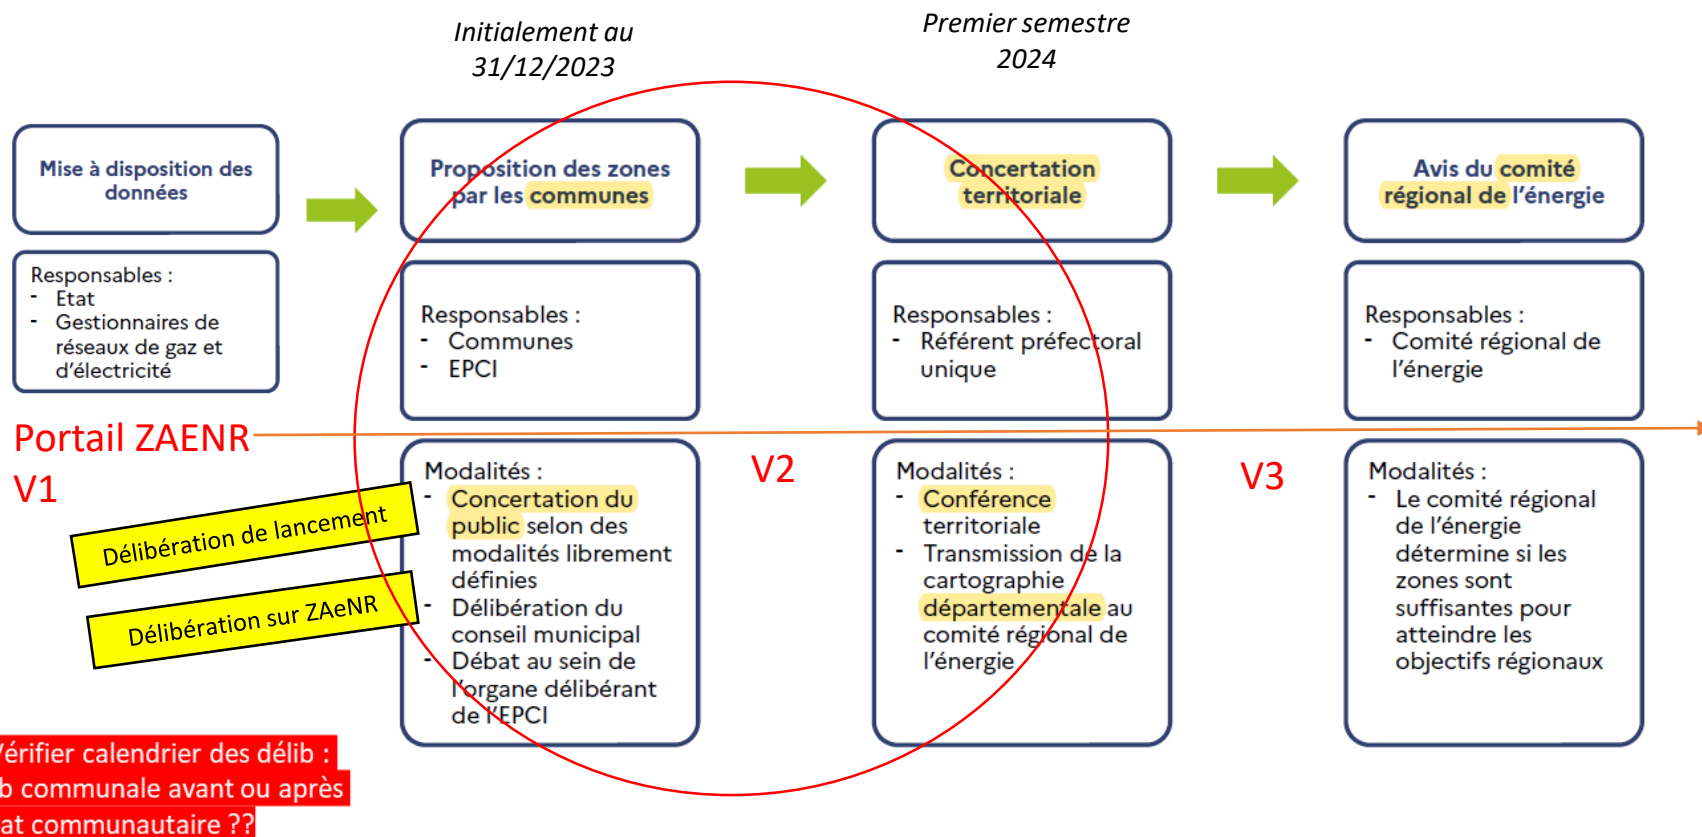 Initialement au
31/12/2023
Premier semestre
2024
Mise à disposition des
données
Proposition des zones
par les communes
Concertation
territoriale
Avis du comité
régional de l'énergie
Responsables :
- Etat
- Gestionnaires de
réseaux de gaz et
d'électricité
Responsables :
- Communes
- EPCI
Responsables :
- Référent préfectoral
unique
Responsables :
- Comité régional de
l'énergie
Portail ZAENR
V1
V2
V3
Délibération de lancement
Délibération sur ZAeNR
Modalités :
- Concertation du
public selon des
modalités librement
définies
- Délibération du
conseil municipal
- Débat au sein de
l'organe délibérant
de l'EPCI
Modalités :
- Conférence
territoriale
- Transmission de la
cartographie
départementale au
comité régional de
l'énergie
Modalités :
- Le comité régional
de l'énergie
détermine si les
zones sont
suffisantes pour
atteindre les
objectifs régionaux
Vérifier calendrier des délib :
b communale avant ou après
at communautaire ??